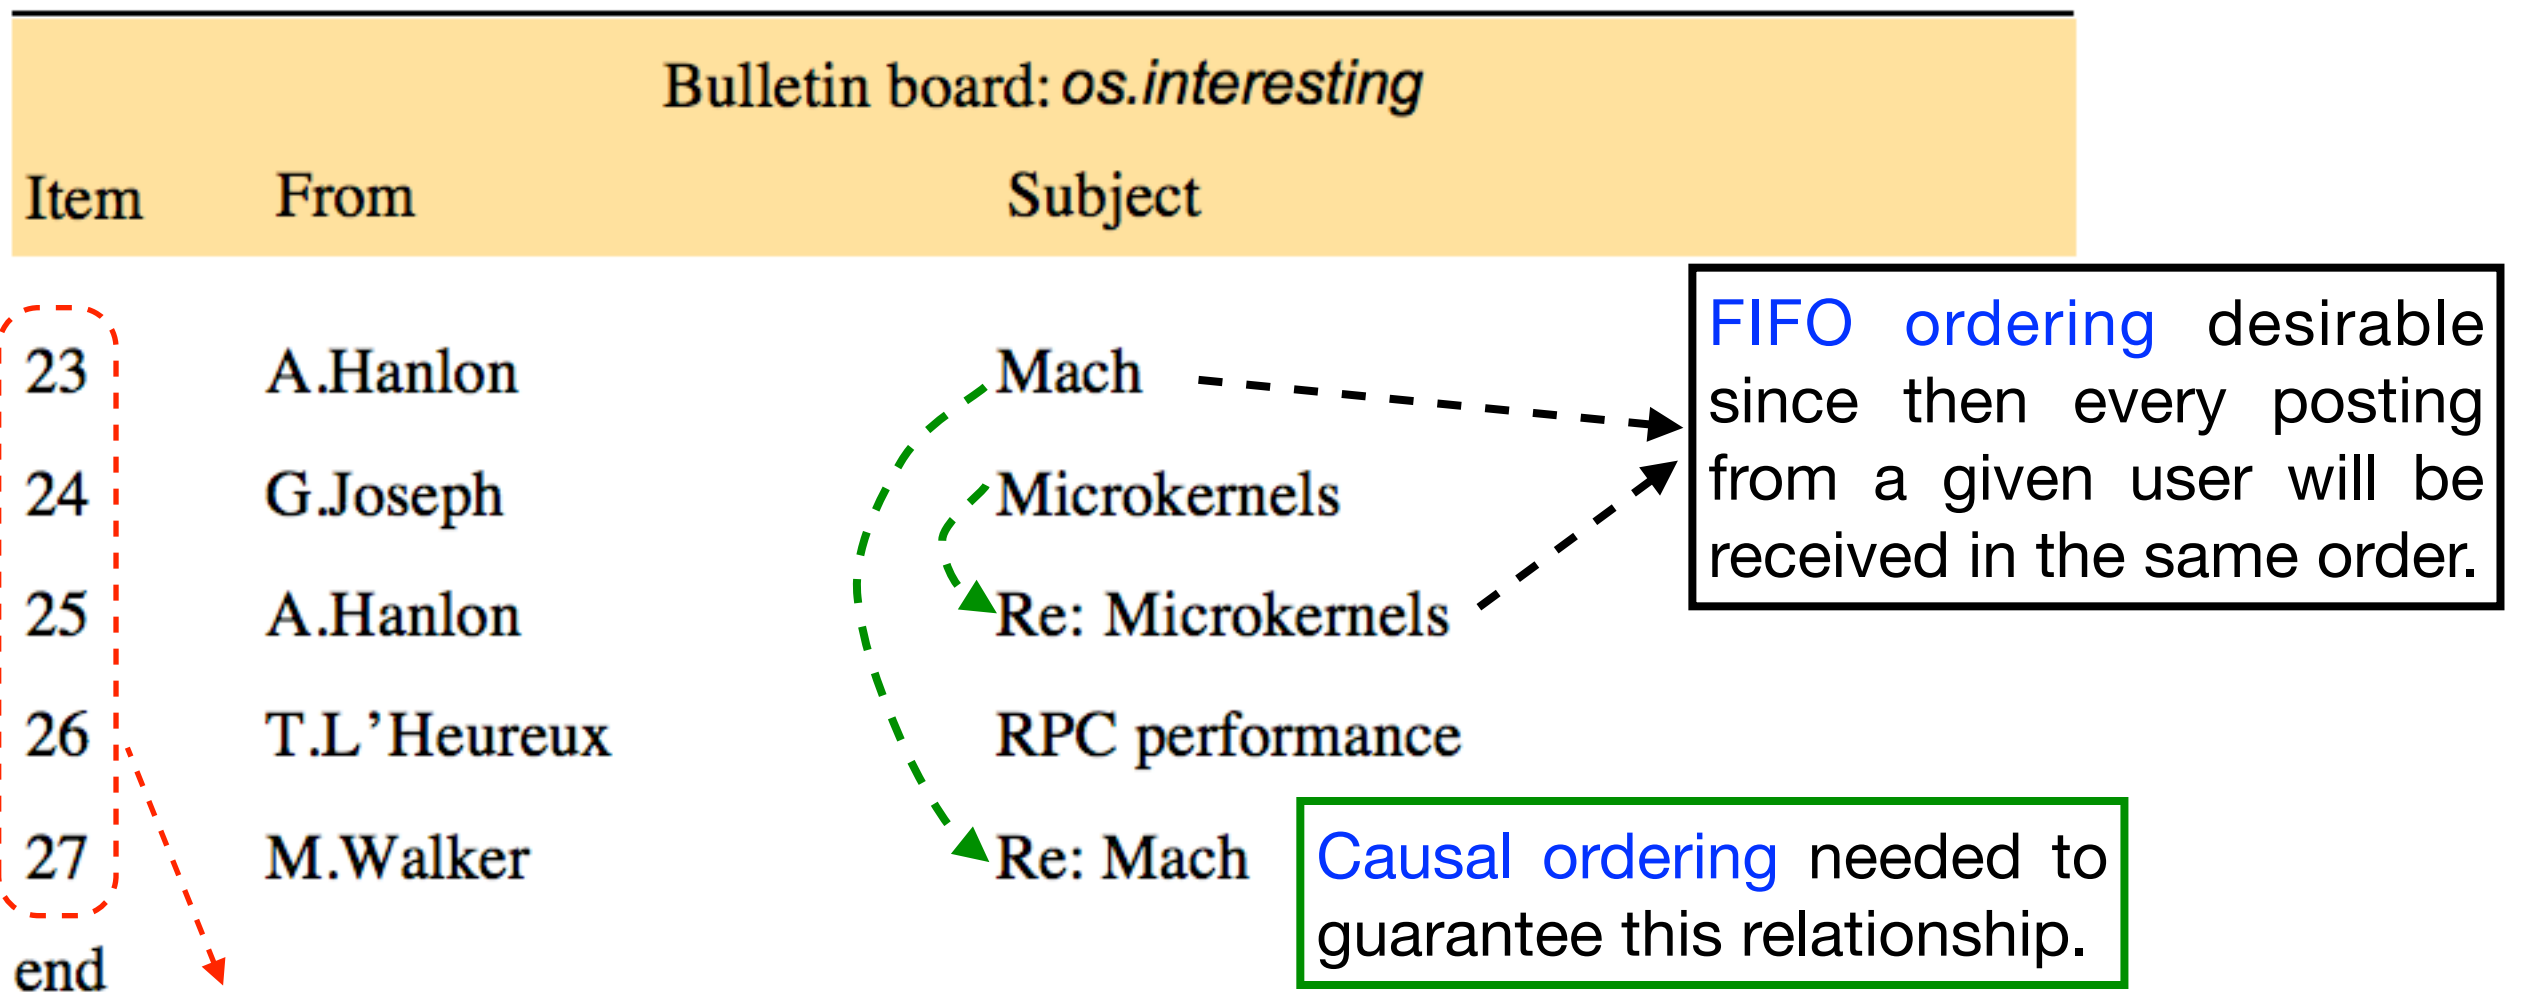 Bulletin board: os.interesting
Item From Subject
23 A.Hanlon Mach
24 G.Joseph Microkernels
25 A.Hanlon Re: Microkernels
26 T.L’Heureux RPC performance
27 M.Walker Re: Mach
end
FIFO ordering desirable
since then every posting
from a given user will be
received in the same order.
Causal ordering needed to
guarantee this relationship.